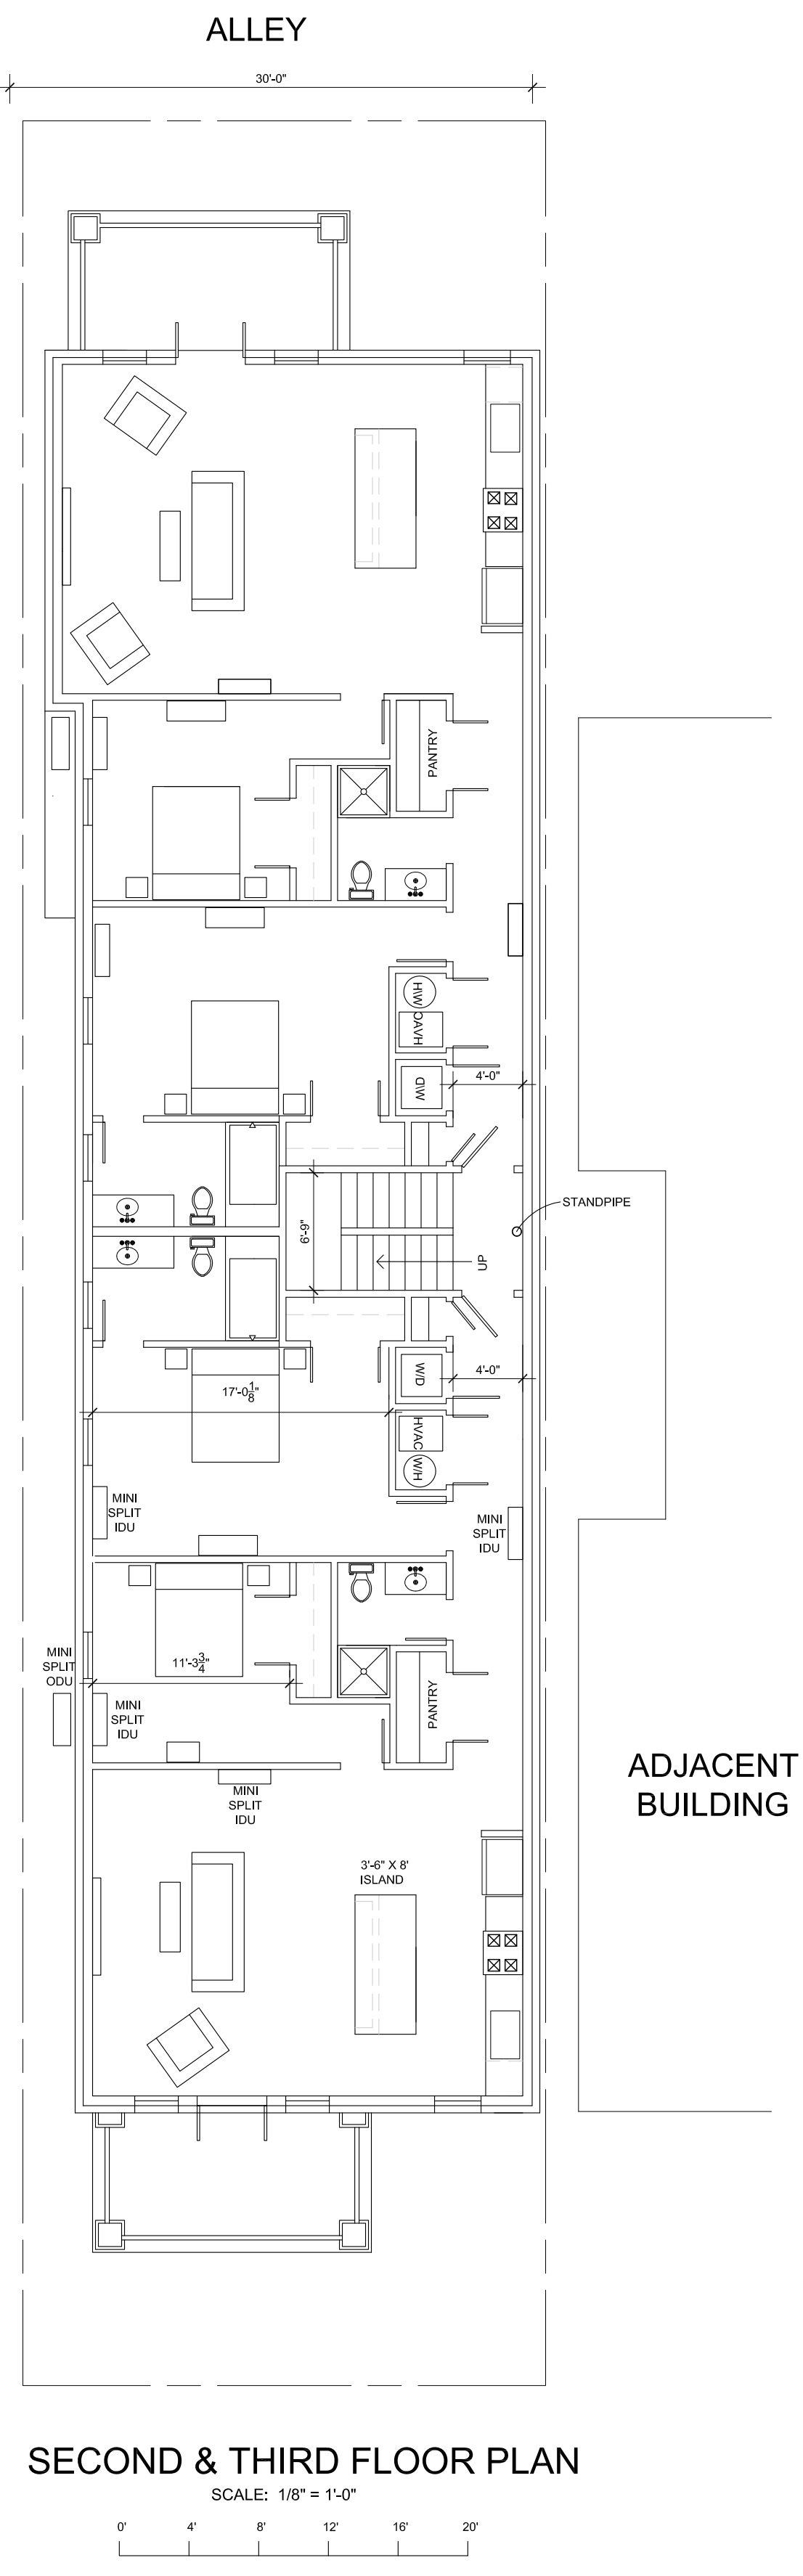 ALLEY
30'-0"
PANTRY
H\W
HVAC
W\D
4'-0"
STANDPIPE
6'-9"
UP
W/D
4'-0"
17'-0 1/8"
HVAC
W/H
MINI
SPLIT
IDU
MINI
SPLIT
IDU
MINI
SPLIT
ODU
11'-3 3/4"
MINI
SPLIT
IDU
PANTRY
ADJACENT
BUILDING
MINI
SPLIT
IDU
3'-6" X 8'
ISLAND
SECOND & THIRD FLOOR PLAN
SCALE: 1/8" = 1'-0"
0' 4' 8' 12' 16' 20'